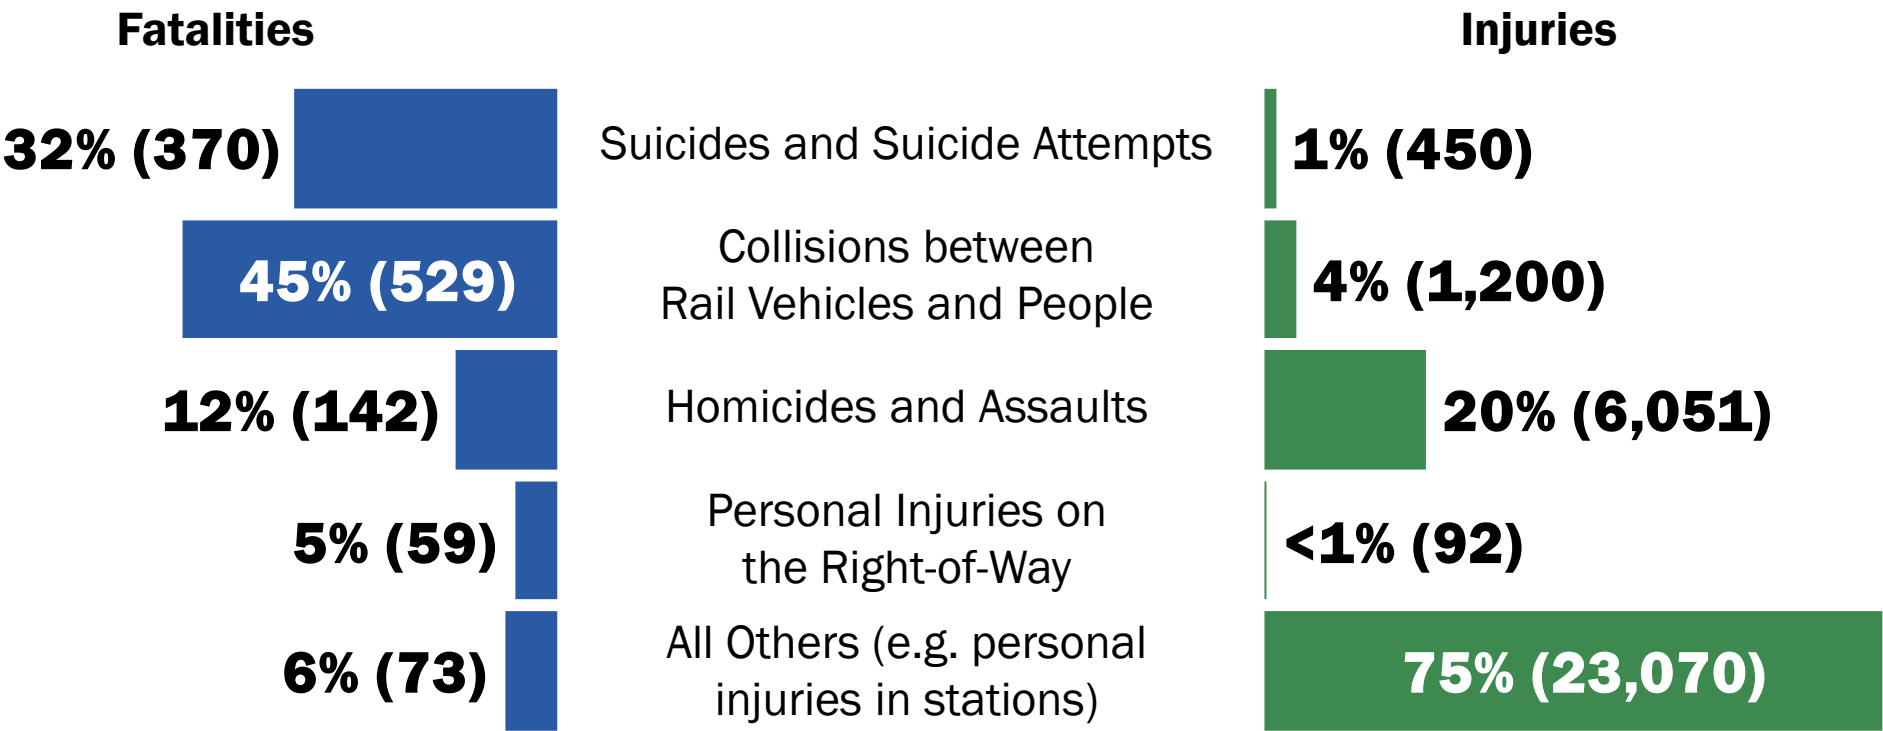 Fatalities
Injuries
32% (370)
Suicides and Suicide Attempts
1% (450)
45% (529)
Collisions between
Rail Vehicles and People
4% (1,200)
12% (142)
Homicides and Assaults
20% (6,051)
5% (59)
Personal Injuries on
the Right-of-Way
<1% (92)
6% (73)
All Others (e.g. personal
injuries in stations)
75% (23,070)